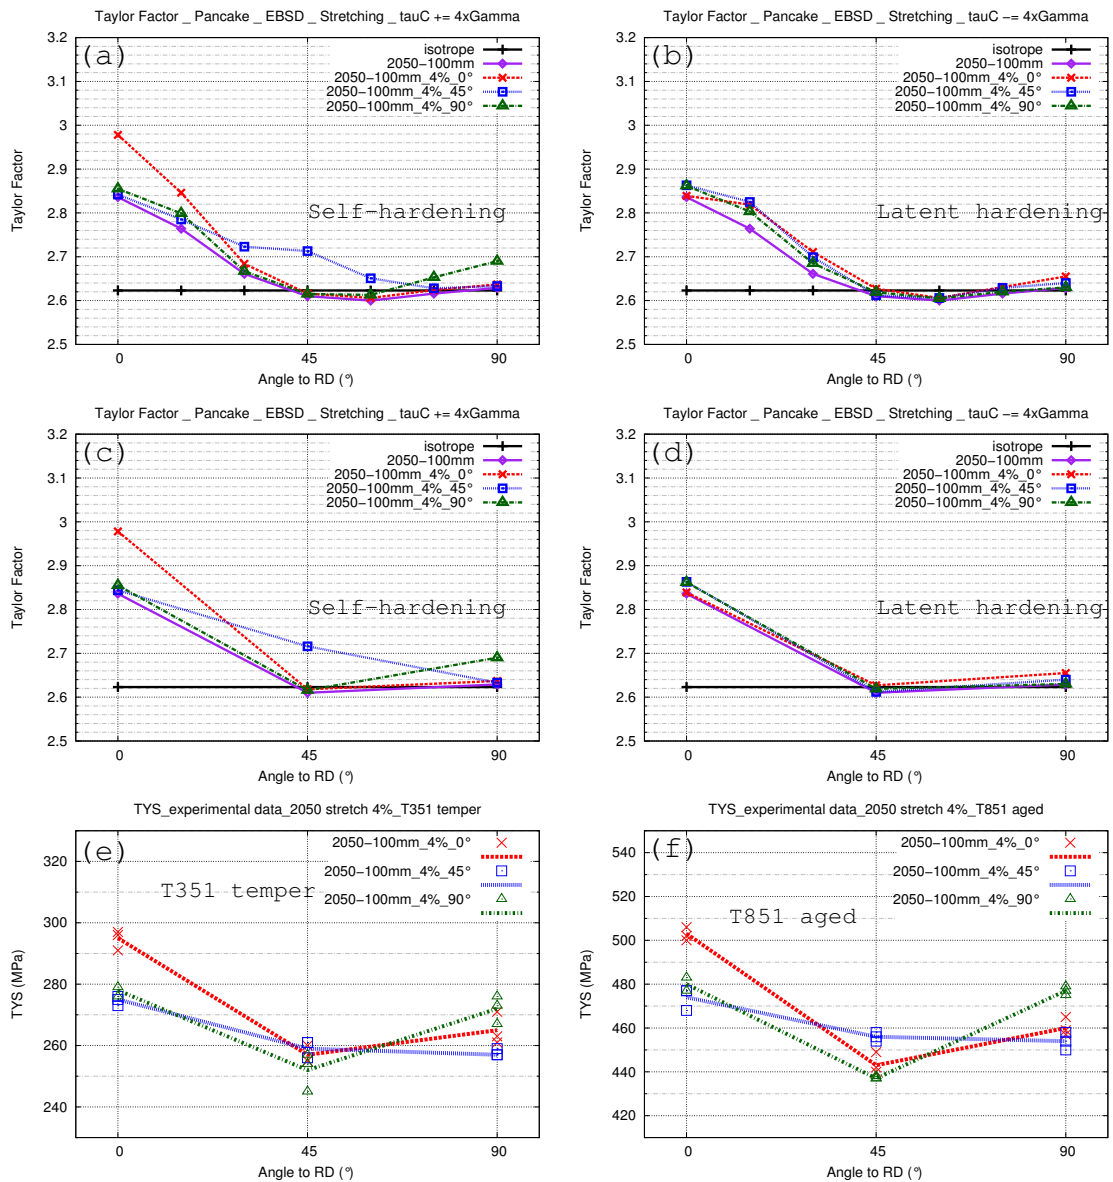 Taylor Factor _ Pancake _ EBSD _ Stretching _ tauC += 4xGamma
(a)
isotrope
2050−100mm
2050−100mm_4%_0°
2050−100mm_4%_45°
2050−100mm_4%_90°
Self-hardening
3.2
3.1
3
2.9
2.8
2.7
2.6
2.5
Taylor Factor
0 45 90
Angle to RD (°)
Taylor Factor _ Pancake _ EBSD _ Stretching _ tauC −= 4xGamma
(b)
isotrope
2050−100mm
2050−100mm_4%_0°
2050−100mm_4%_45°
2050−100mm_4%_90°
Latent hardening
3.2
3.1
3
2.9
2.8
2.7
2.6
2.5
Taylor Factor
0 45 90
Angle to RD (°)
Taylor Factor _ Pancake _ EBSD _ Stretching _ tauC += 4xGamma
(c)
isotrope
2050−100mm
2050−100mm_4%_0°
2050−100mm_4%_45°
2050−100mm_4%_90°
Self-hardening
3.2
3.1
3
2.9
2.8
2.7
2.6
2.5
Taylor Factor
0 45 90
Angle to RD (°)
Taylor Factor _ Pancake _ EBSD _ Stretching _ tauC −= 4xGamma
(d)
isotrope
2050−100mm
2050−100mm_4%_0°
2050−100mm_4%_45°
2050−100mm_4%_90
Latent hardening
3.2
3.1
3
2.9
2.8
2.7
2.6
2.5
Taylor Factor
0 45 90
Angle to RD (°)
TYS_experimental data_2050 stretch 4%_T351 temper
(e)
2050−100mm_4%_0°
2050−100mm_4%_45°
2050−100mm_4%_90°
T351 temper
320
300
280
260
240
TYS (MPa)
0 45 90
Angle to RD (°)
TYS_experimental data_2050 stretch 4%_T851 aged
(f)
2050−100mm_4%_0°
2050−100mm_4%_45°
2050−100mm_4%_90°
T851 aged
540
520
500
480
460
440
420
TYS (MPa)
0 45 90
Angle to RD (°)